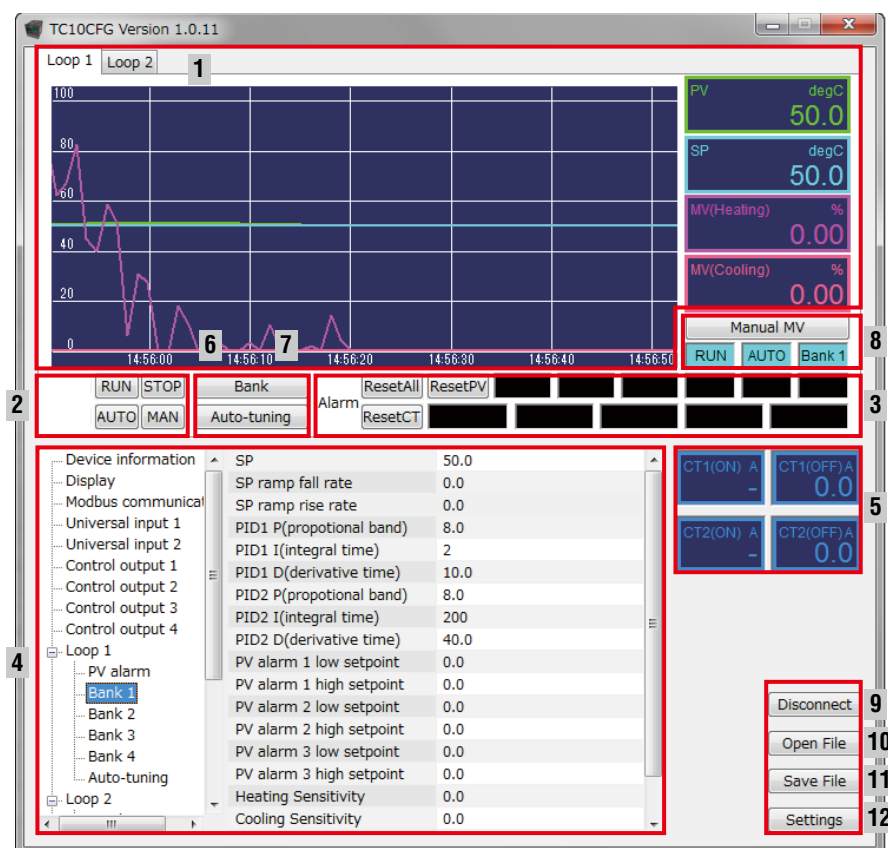 TC10CFG Version 1.0.11
Loop 1 Loop 2
1
100
80
60
40
20
0
14:56:00 14:56:10 14:56:20 14:56:30 14:56:40 14:56:50
PV degC
50.0
SP degC
50.0
MV(Heating) %
0.00
MV(Cooling) %
0.00
6 7
Manual MV
RUN AUTO Bank 1
8
2
RUN STOP
AUTO MAN
Bank
Auto-tuning
Alarm
ResetAll ResetPV
ResetCT
3
4
Device information
Display
Modbus communicat
Universal input 1
Universal input 2
Control output 1
Control output 2
Control output 3
Control output 4
Loop 1
PV alarm
Bank 1
Bank 2
Bank 3
Bank 4
Auto-tuning
Loop 2
SP 50.0
SP ramp fall rate 0.0
SP ramp rise rate 0.0
PID1 P(propotional band) 8.0
PID1 I(integral time) 2
PID1 D(derivative time) 10.0
PID2 P(propotional band) 8.0
PID2 I(integral time) 200
PID2 D(derivative time) 40.0
PV alarm 1 low setpoint 0.0
PV alarm 1 high setpoint 0.0
PV alarm 2 low setpoint 0.0
PV alarm 2 high setpoint 0.0
PV alarm 3 low setpoint 0.0
PV alarm 3 high setpoint 0.0
Heating Sensitivity 0.0
Cooling Sensitivity 0.0
CT1(ON) A
-
CT1(OFF)A
0.0
CT2(ON) A
-
CT2(OFF)A
0.0
5
Disconnect 9
Open File 10
Save File 11
Settings 12